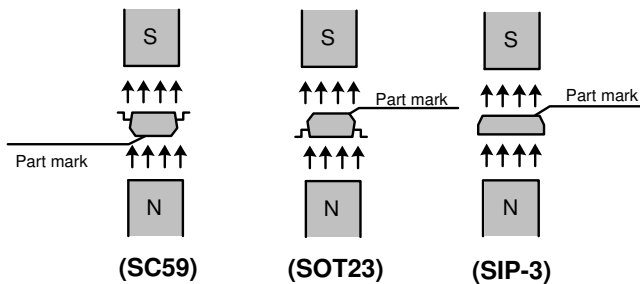 S S S
Part mark Part mark
Part mark
N N N
(SC59) (SOT23) (SIP-3)